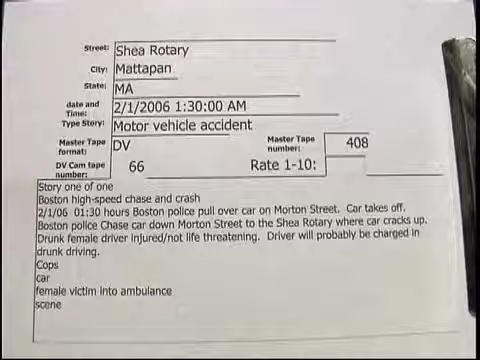 Street: Shea Rotary
City: Mattapan
State: MA
date and Time: 2/1/2006 1:30:00 AM
Type Story: Motor vehicle accident
Master Tape format: DV Master Tape number: 408
DV Cam tape number: 66 Rate 1-10:
Story one of one
Boston high-speed chase and crash
2/1/06 01:30 hours Boston police pull over car on Morton Street. Car takes off.
Boston police Chase car down Morton Street to the Shea Rotary where car cracks up.
Drunk female driver injured/not life threatening. Driver will probably be charged in
drunk driving.
Cops
car
female victim into ambulance
scene